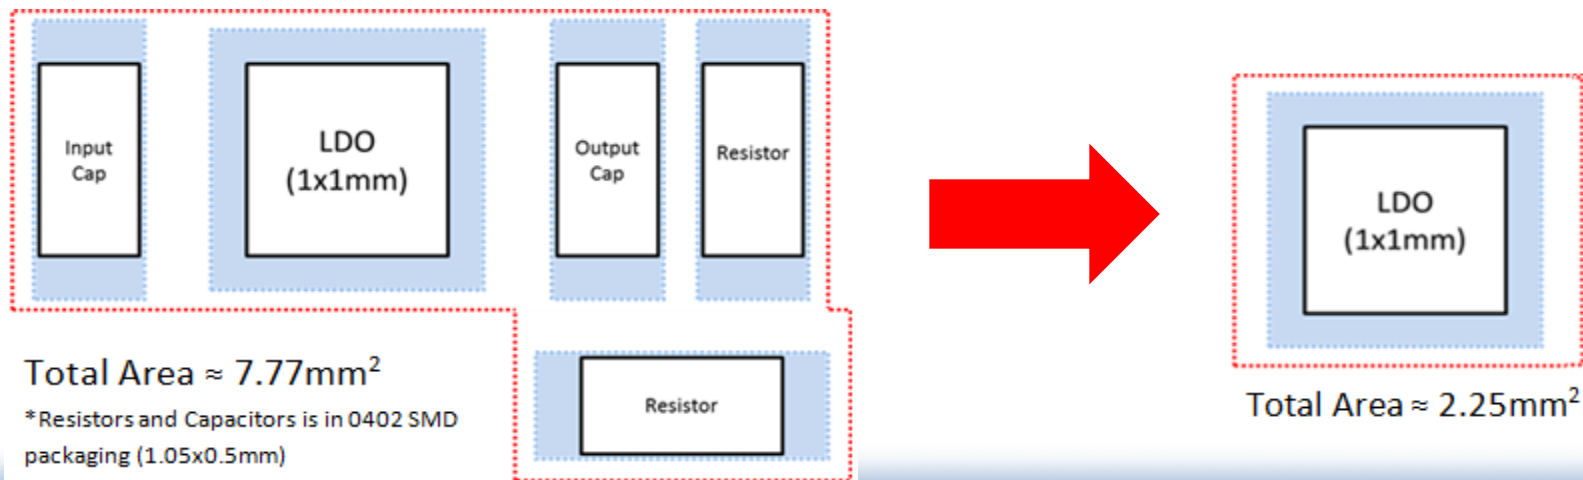 Input
Cap
LDO
(1x1mm)
Output
Cap
Resistor
Resistor
Total Area ≈ 7.77mm²
*Resistors and Capacitors is in 0402 SMD
packaging (1.05x0.5mm)
LDO
(1x1mm)
Total Area ≈ 2.25mm²